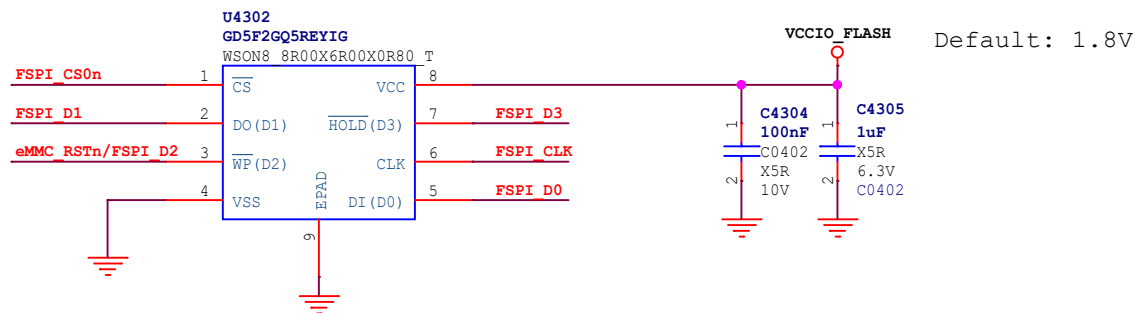 U4302
GD5F2GQ5REYIG
WSON8_8R00X6R00X0R80_T
VCCIO_FLASH
Default: 1.8V
FSPI_CS0n
1
CS
VCC
8
FSPI_D1
2
DO(D1)
HOLD(D3)
7
FSPI_D3
eMMC_RSTn/FSPI_D2
3
WP(D2)
CLK
6
FSPI_CLK
4
VSS
EPAD
DI(D0)
5
FSPI_D0
9
1
C4304
100nF
C0402
X5R
10V
2
1
C4305
1uF
X5R
6.3V
C0402
2